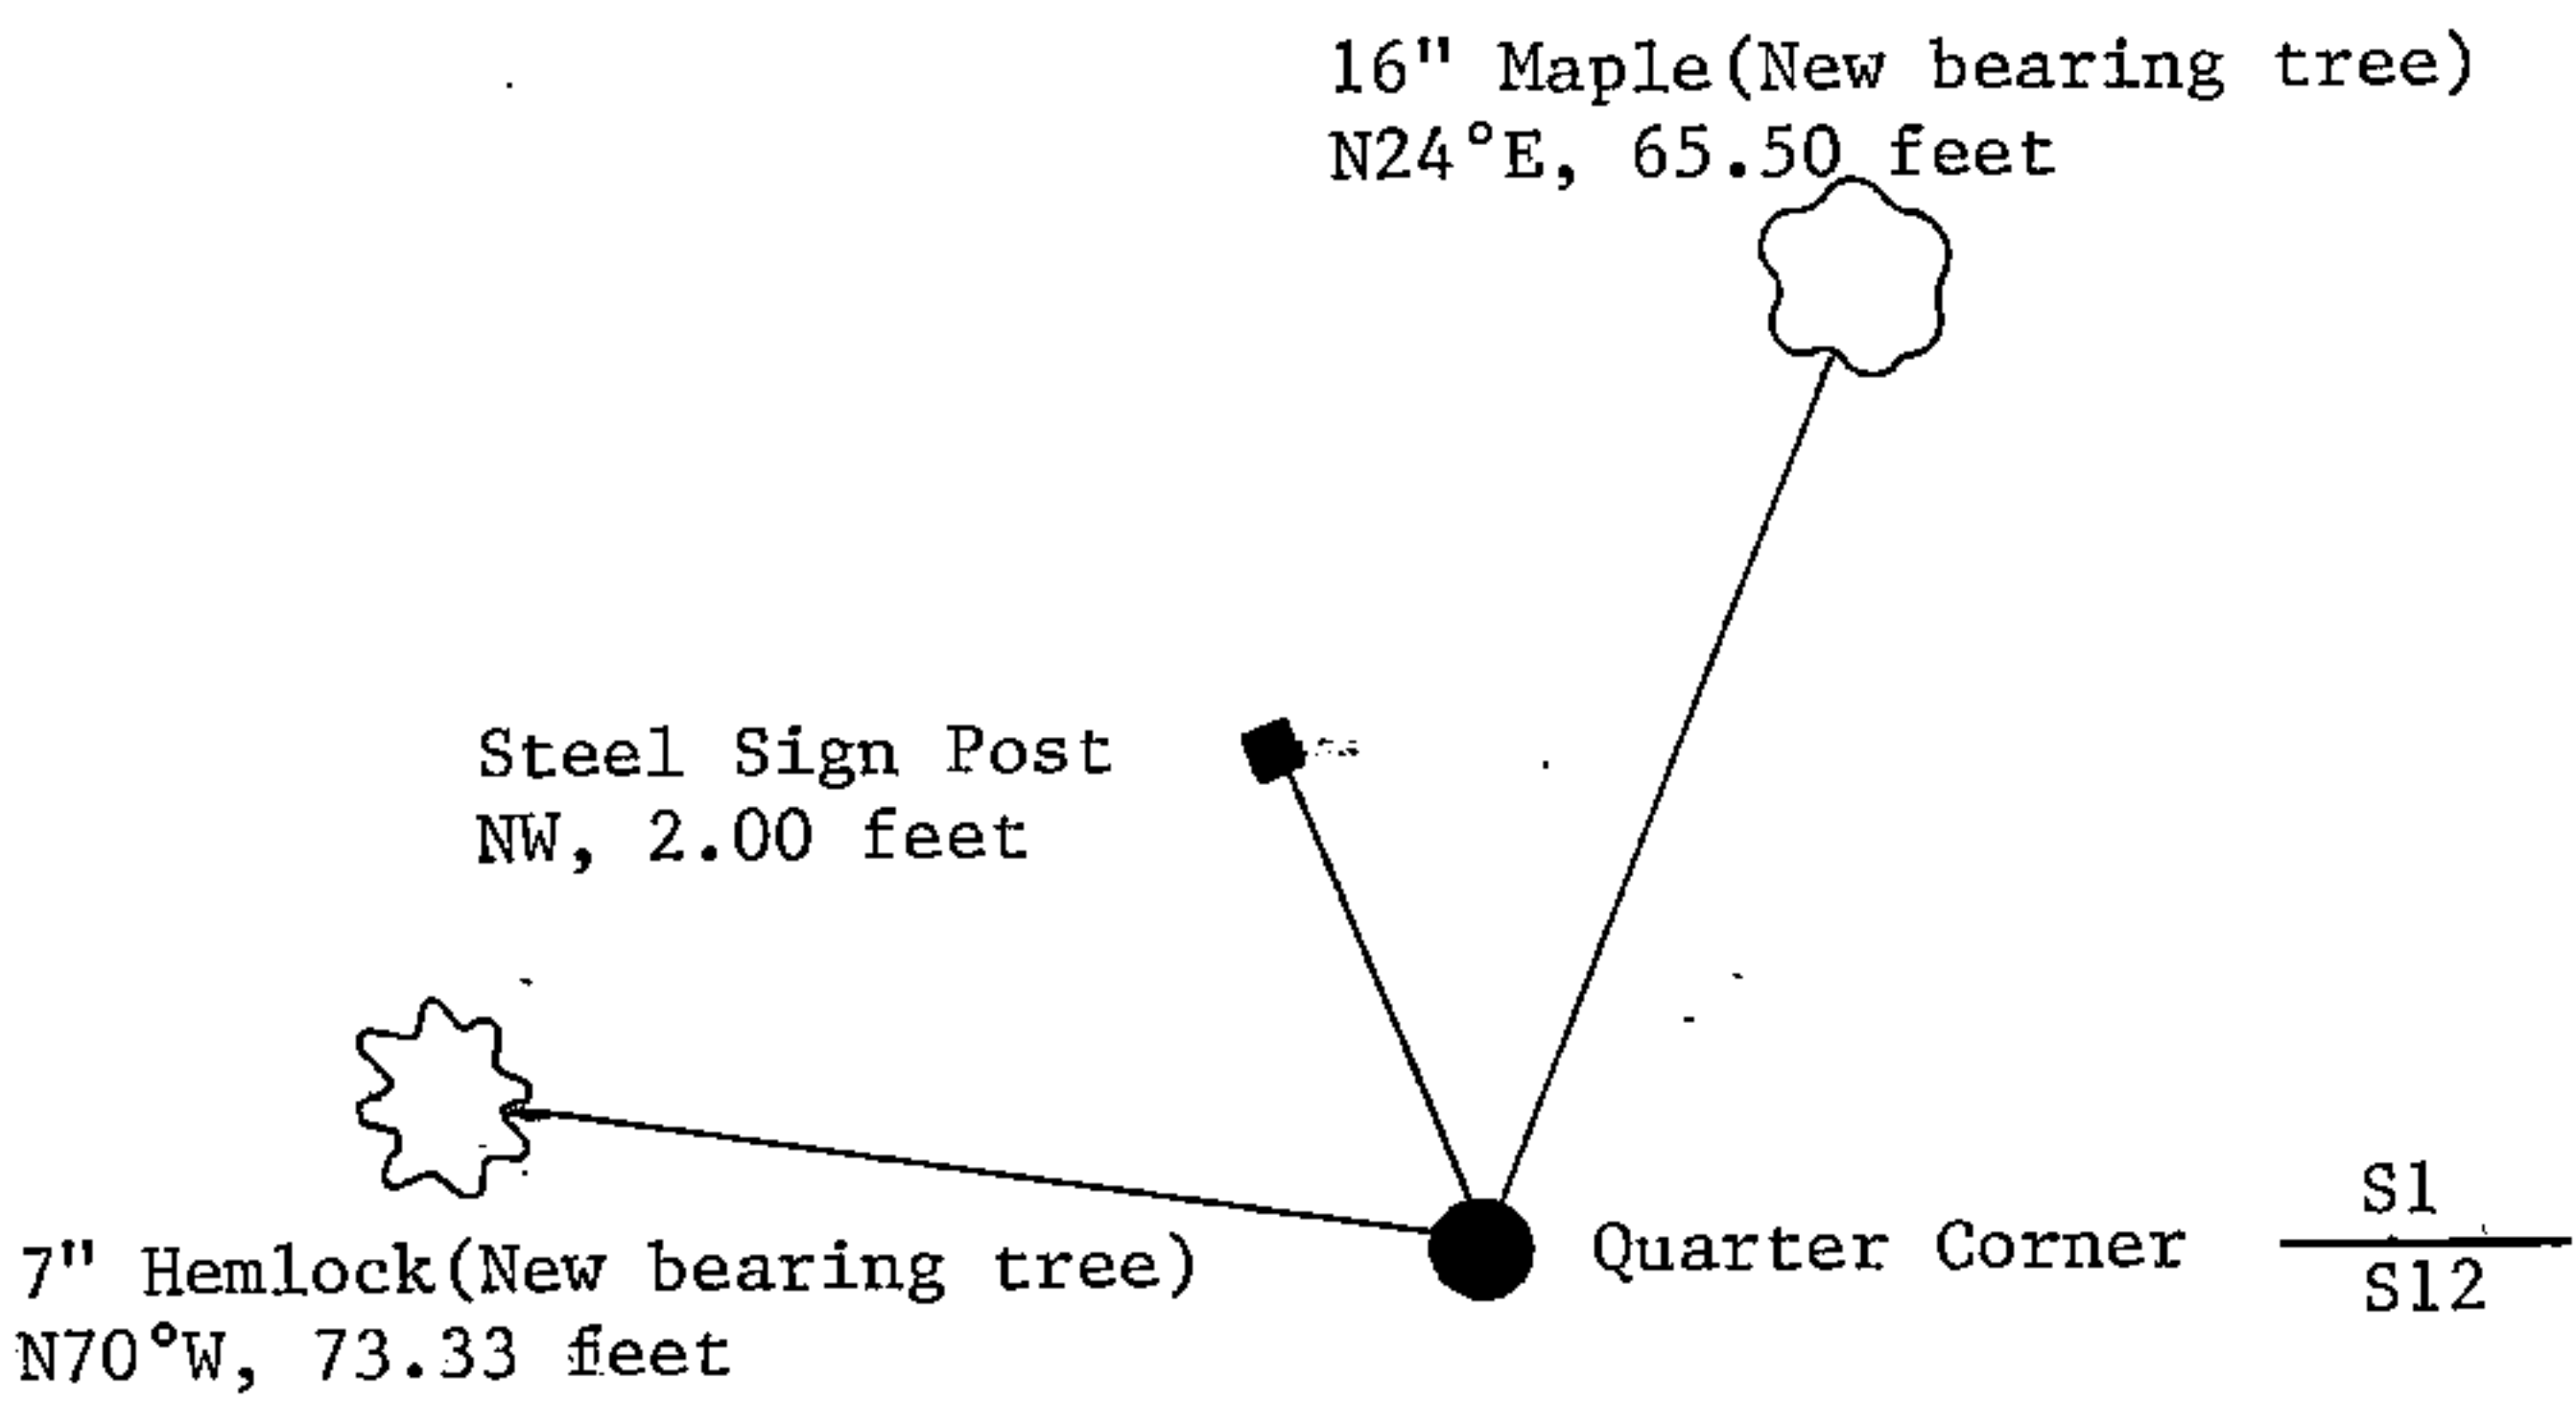 16" Maple(New bearing tree)
N24°E, 65.50 feet
Steel Sign Post
NW, 2.00 feet
7" Hemlock(New bearing tree)
N70°W, 73.33 feet
Quarter Corner
S1
S12